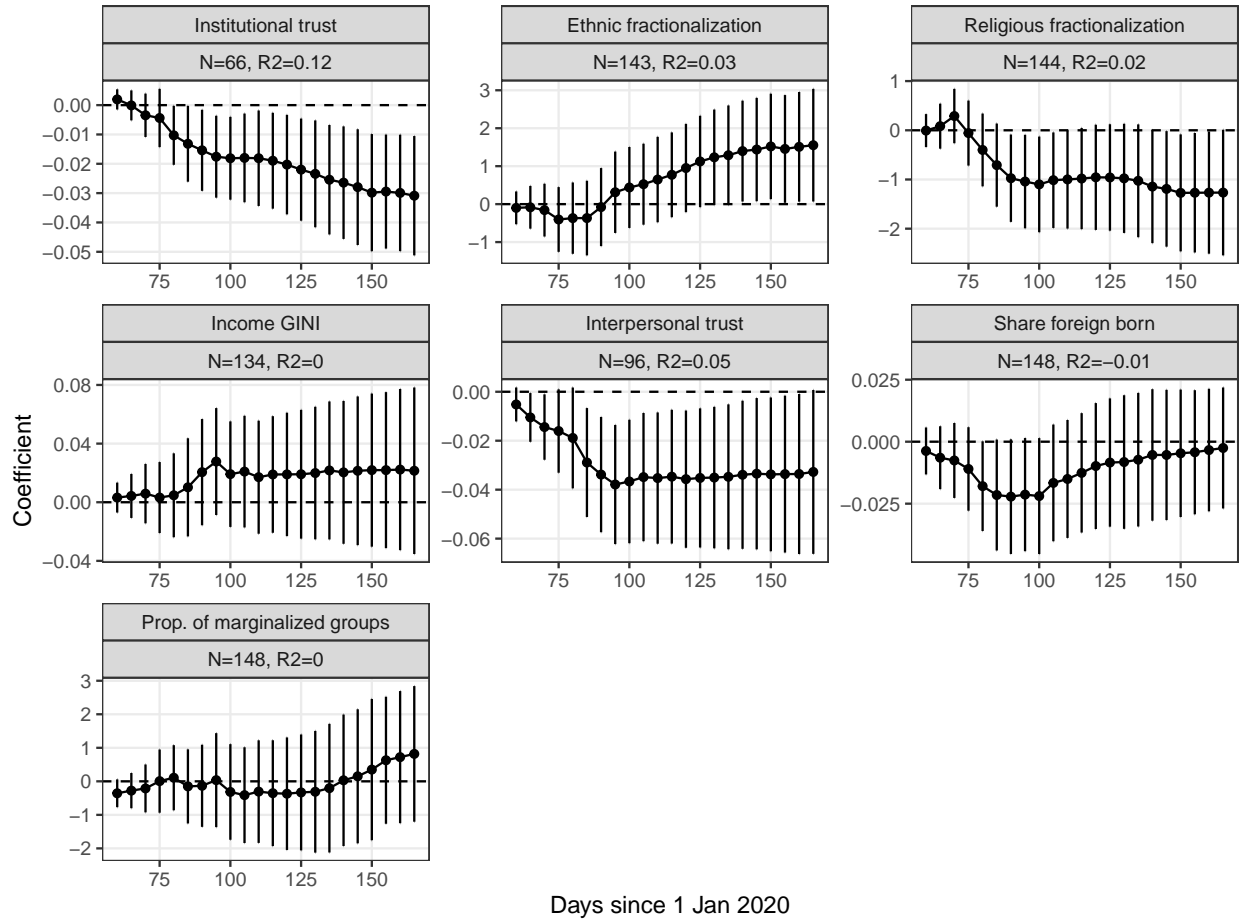 Institutional trust
N=66, R2=0.12
0.00
−0.01
−0.02
−0.03
−0.04
−0.05
75 100 125 150
Ethnic fractionalization
N=143, R2=0.03
3
2
1
0
−1
75 100 125 150
Religious fractionalization
N=144, R2=0.02
1
0
−1
−2
75 100 125 150
Income GINI
N=134, R2=0
0.08
0.04
0.00
−0.04
75 100 125 150
Interpersonal trust
N=96, R2=0.05
0.00
−0.02
−0.04
−0.06
75 100 125 150
Share foreign born
N=148, R2=−0.01
0.025
0.000
−0.025
75 100 125 150
Prop. of marginalized groups
N=148, R2=0
3
2
1
0
−1
−2
75 100 125 150
Coefficient
Days since 1 Jan 2020